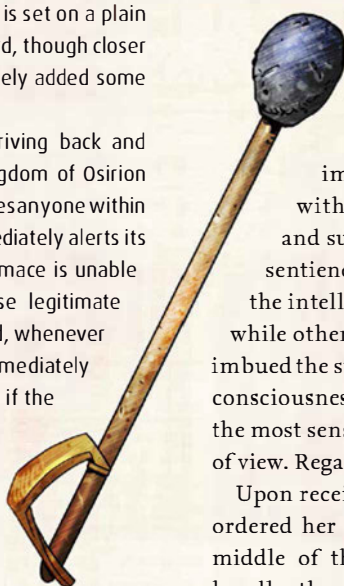 is set on a plain
d, though closer
ely added some
riving back and
gdom of Osirion
esanyone within
ediately alerts its
mace is unable
se legitimate
l, whenever
mediately
if the
im
with
and su
sentienc
the intell
while other
imbued the s
consciousnes
the most sens
of view. Rega
Upon recei
ordered her
middle of th